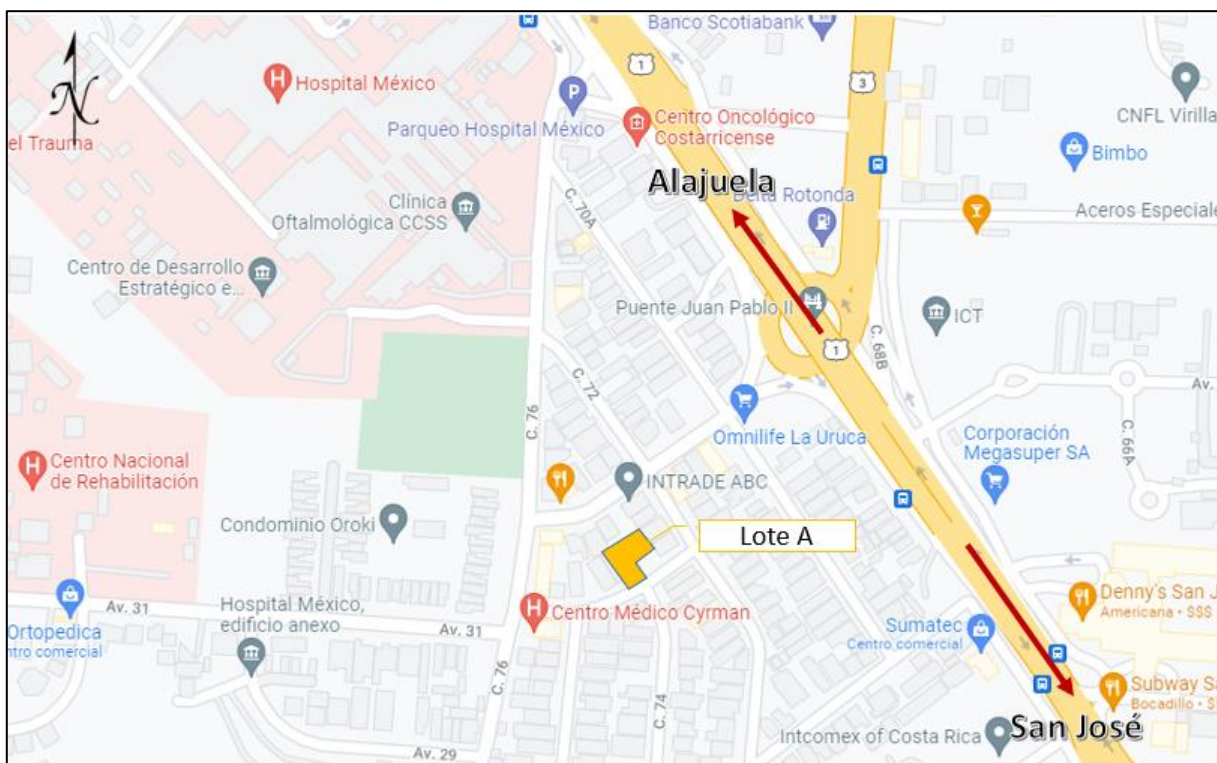 N
Hospital México
el Trauma
Parqueo Hospital México
Banco Scotiabank
1
3
CNFL Virilla
Centro Oncológico
Costarricense
Bimbo
Alajuela
Delta Rotonda
Clínica
Oftalmológica CCSS
C. 70A
Aceros Especiale
Centro de Desarrollo
Estratégico e...
Puente Juan Pablo II
ICT
1
C. 68B
C. 72
Av.
C. 76
Omnilife La Uruca
C. 66A
Corporación
Megasuper SA
Centro Nacional
de Rehabilitación
INTRADE ABC
Condominio Oroki
Lote A
Denny's San J
Americana • $$$
Av. 31
Hospital México,
edificio anexo
Centro Médico Cyrman
Ortopedica
ntro comercial
Av. 31
Sumatec
Centro comercial
C. 76
C. 74
Subway Sa
Bocadillo • $
San José
Intcomex of Costa Rica
Av. 29